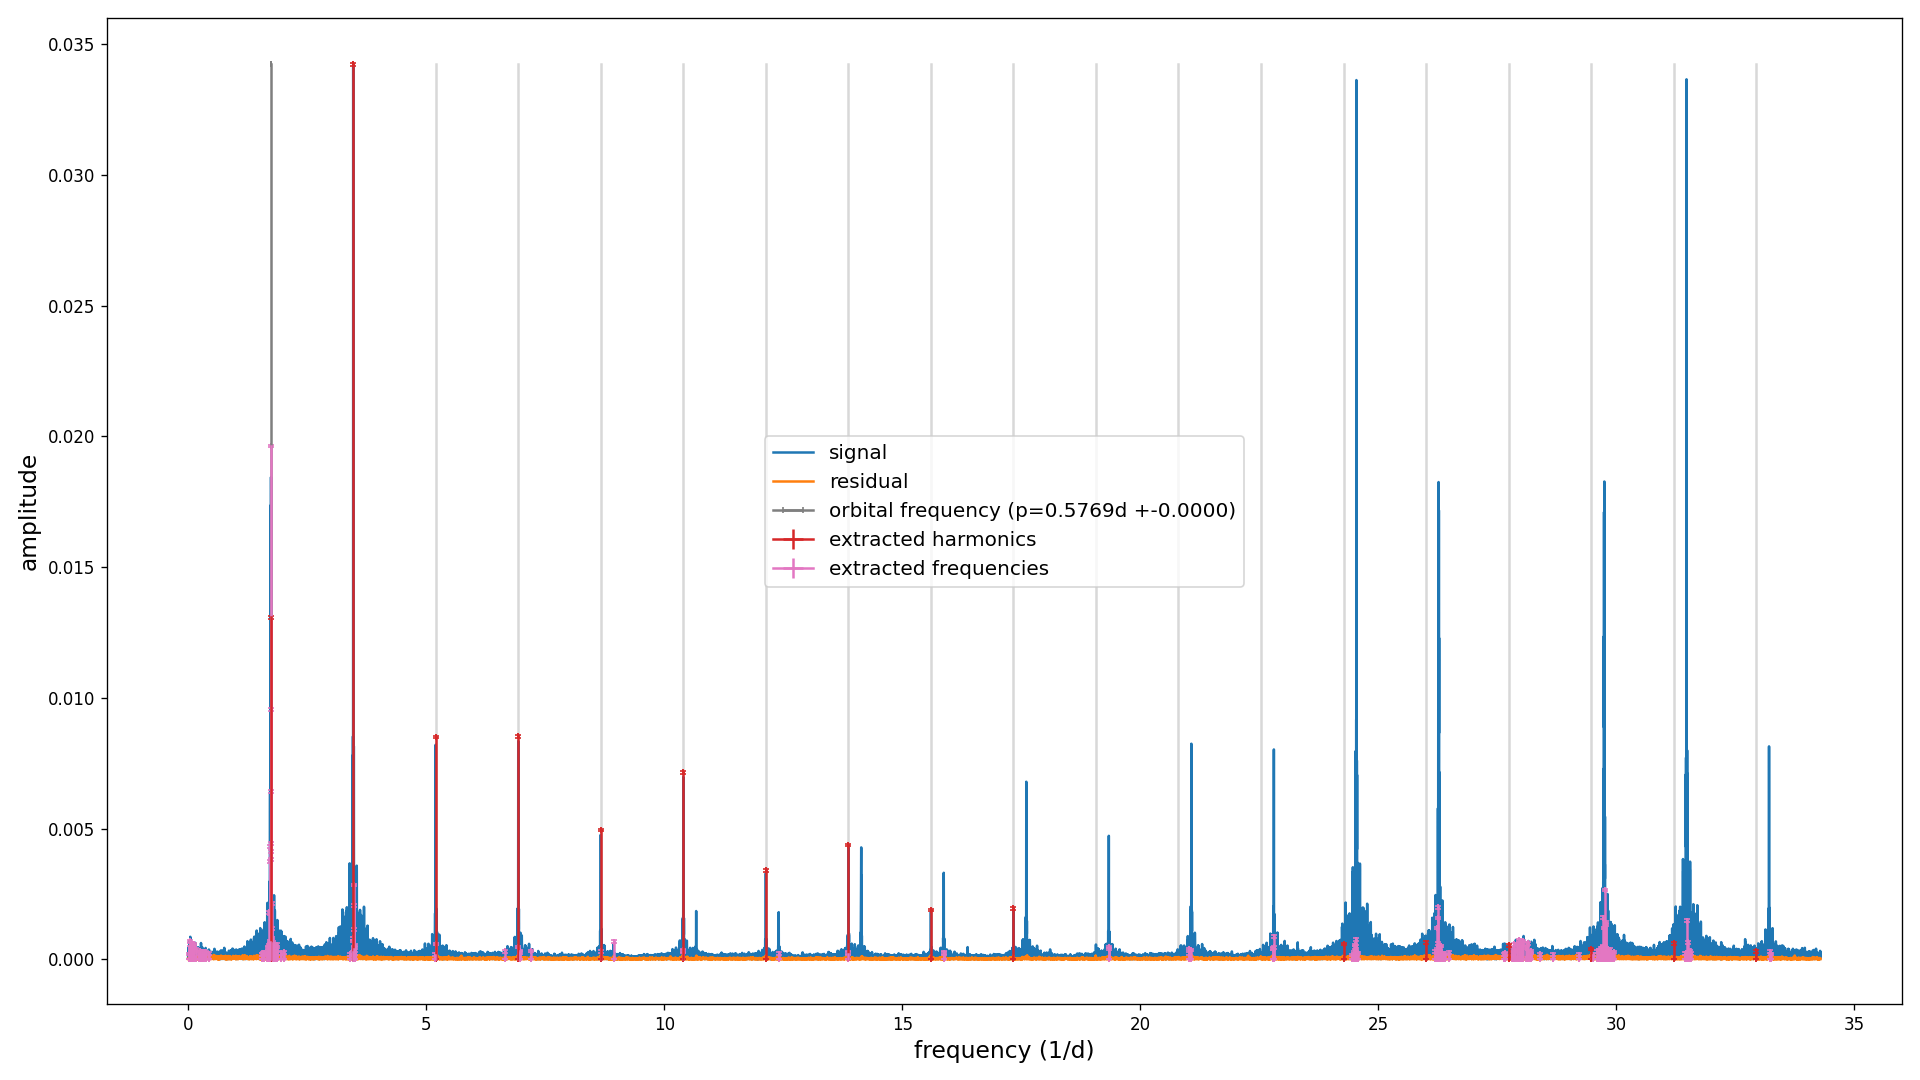 0.035
0.030
0.025
0.020
0.015
0.010
0.005
0.000
amplitude
signal
residual
orbital frequency (p=0.5769d +-0.0000)
extracted harmonics
extracted frequencies
0 5 10 15 20 25 30 35
frequency (1/d)